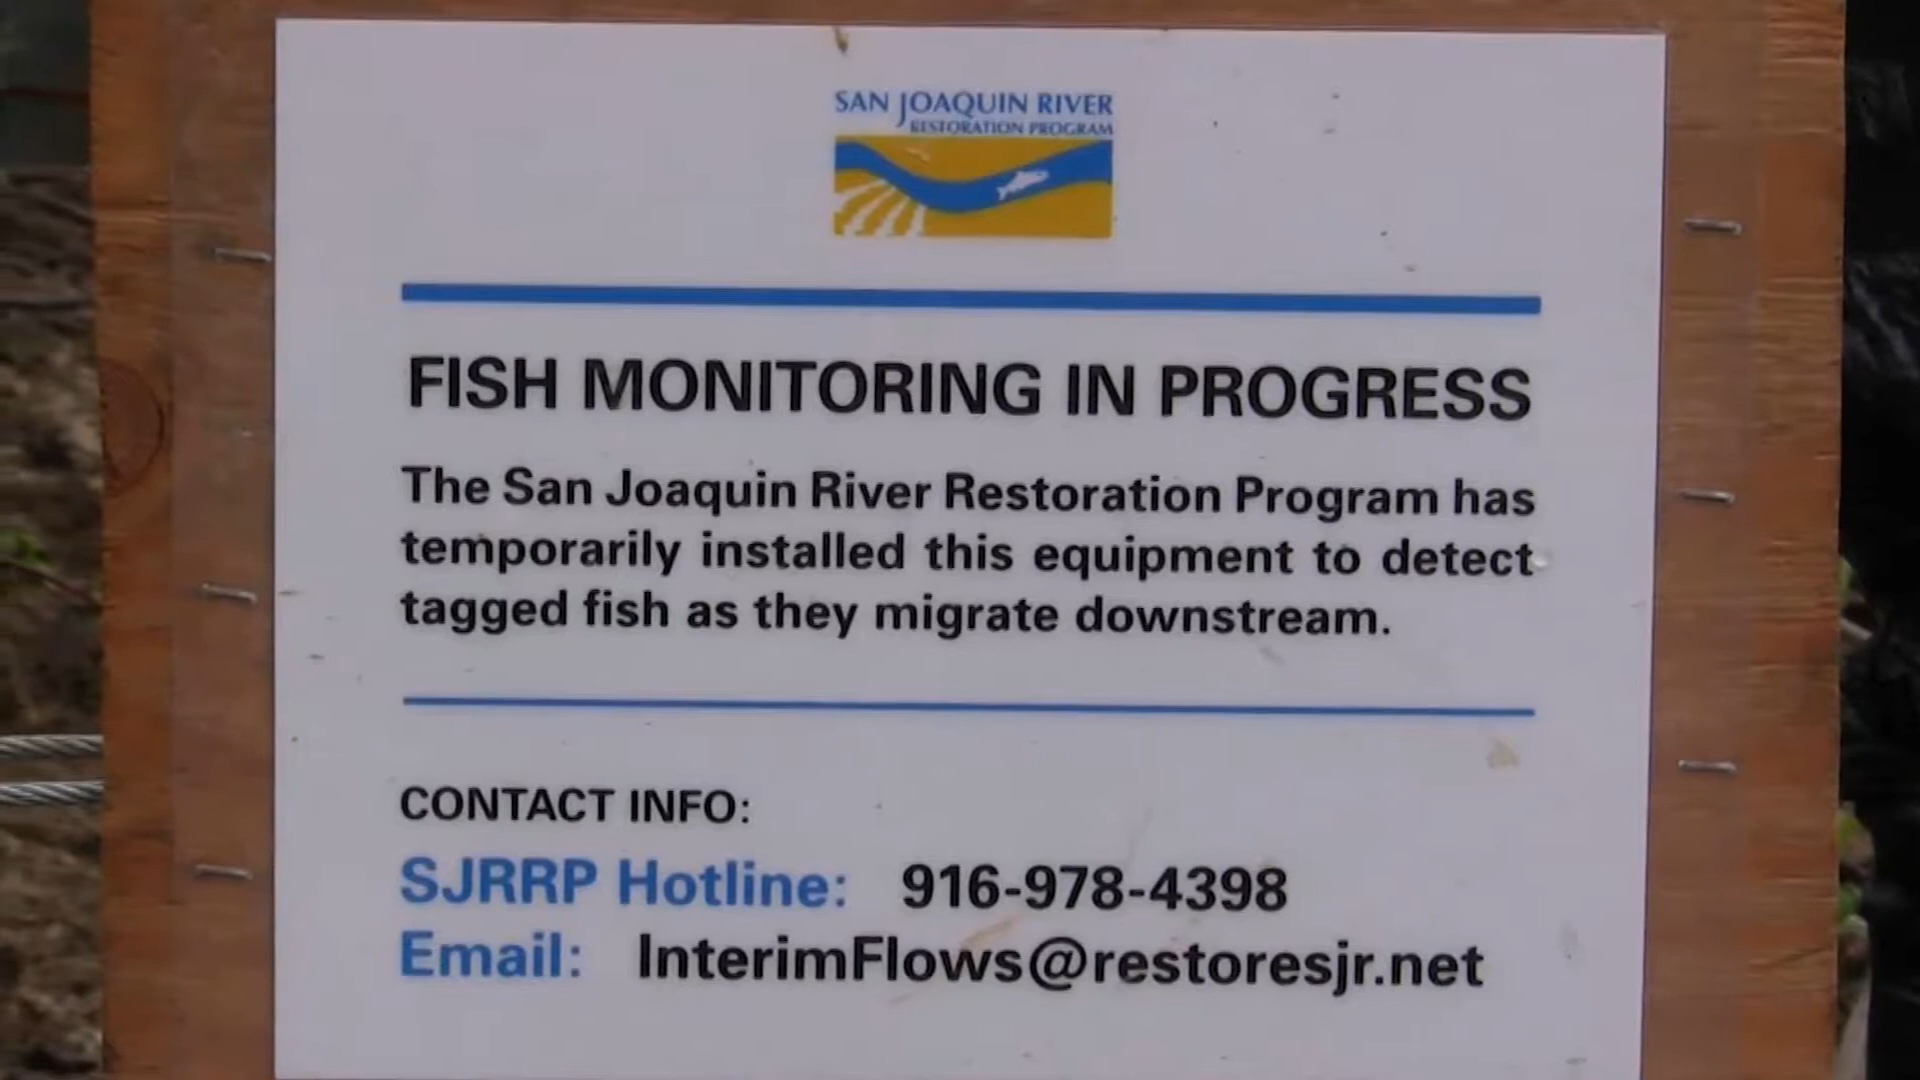 SAN JOAQUIN RIVER
RESTORATION PROGRAM
FISH MONITORING IN PROGRESS
The San Joaquin River Restoration Program has
temporarily installed this equipment to detect
tagged fish as they migrate downstream.
CONTACT INFO:
SJRRP Hotline: 916-978-4398
Email: InterimFlows@restoresjr.net